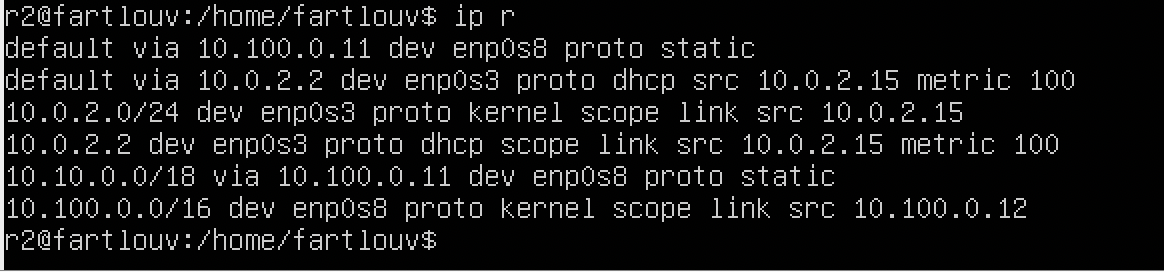 r2@fartlouv:/home/fartlouv$ ip r
default via 10.100.0.11 dev enp0s8 proto static
default via 10.0.2.2 dev enp0s3 proto dhcp src 10.0.2.15 metric 100
10.0.2.0/24 dev enp0s3 proto kernel scope link src 10.0.2.15
10.0.2.2 dev enp0s3 proto dhcp scope link src 10.0.2.15 metric 100
10.10.0.0/18 via 10.100.0.11 dev enp0s8 proto static
10.100.0.0/16 dev enp0s8 proto kernel scope link src 10.100.0.12
r2@fartlouv:/home/fartlouv$